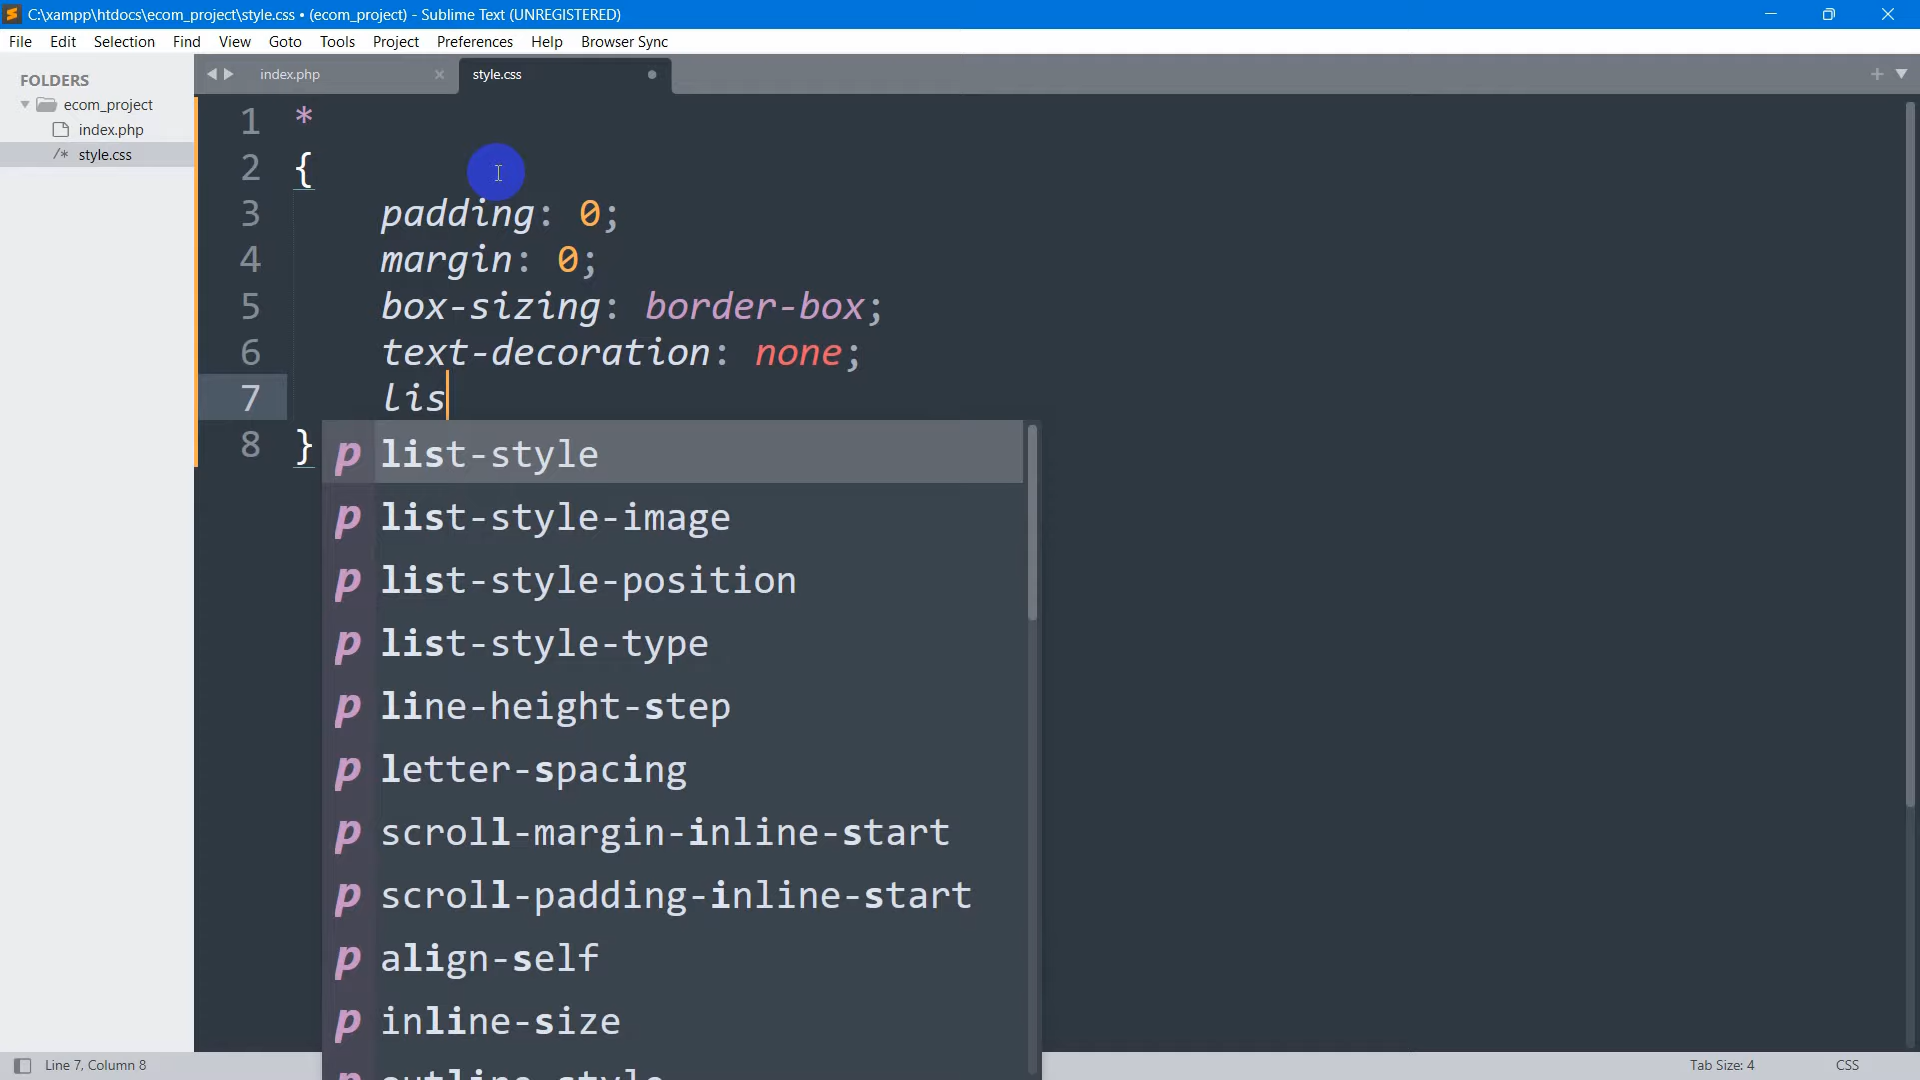 C:\xampp\htdocs\ecom_project\style.css • (ecom_project) - Sublime Text (UNREGISTERED)
File Edit Selection Find View Goto Tools Project Preferences Help Browser Sync
FOLDERS
ecom_project
index.php
/* style.css
index.php
style.css
1 *
2 {
3 padding: 0;
4 margin: 0;
5 box-sizing: border-box;
6 text-decoration: none;
7 lis
8 }
p list-style
p list-style-image
p list-style-position
p list-style-type
p line-height-step
p letter-spacing
p scroll-margin-inline-start
p scroll-padding-inline-start
p align-self
p inline-size
p outline-style
Line 7, Column 8
Tab Size: 4
CSS